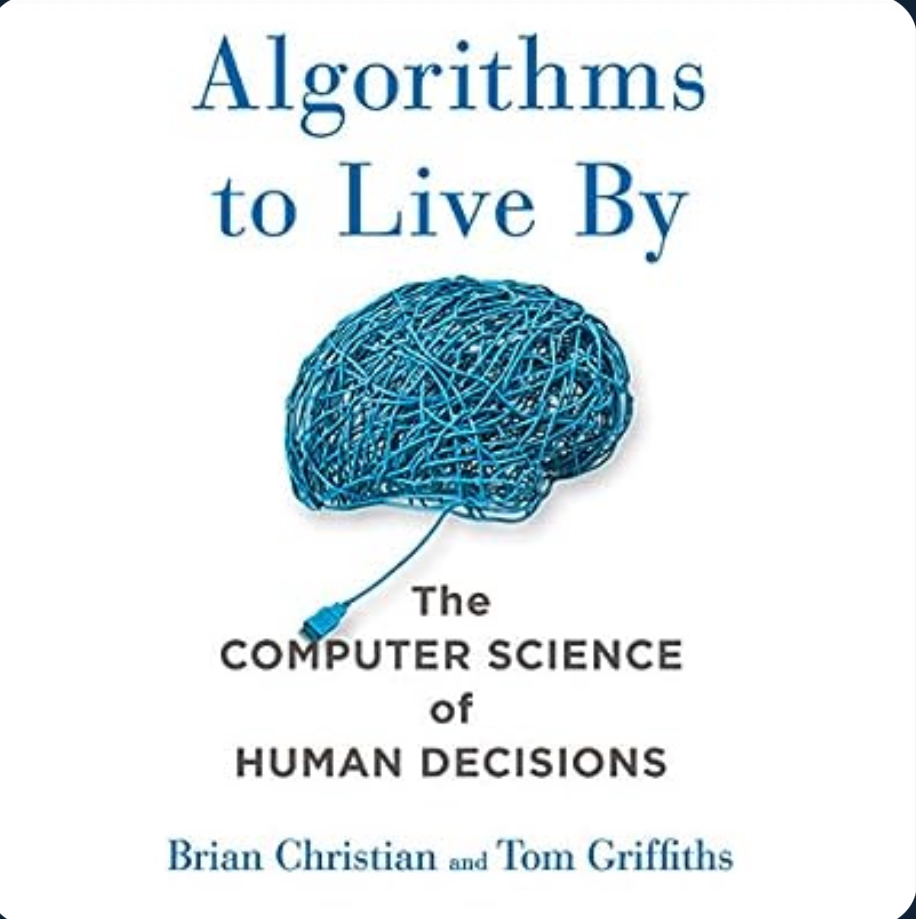 Algorithms
to Live By
The
COMPUTER SCIENCE
of
HUMAN DECISIONS
Brian Christian and Tom Griffiths